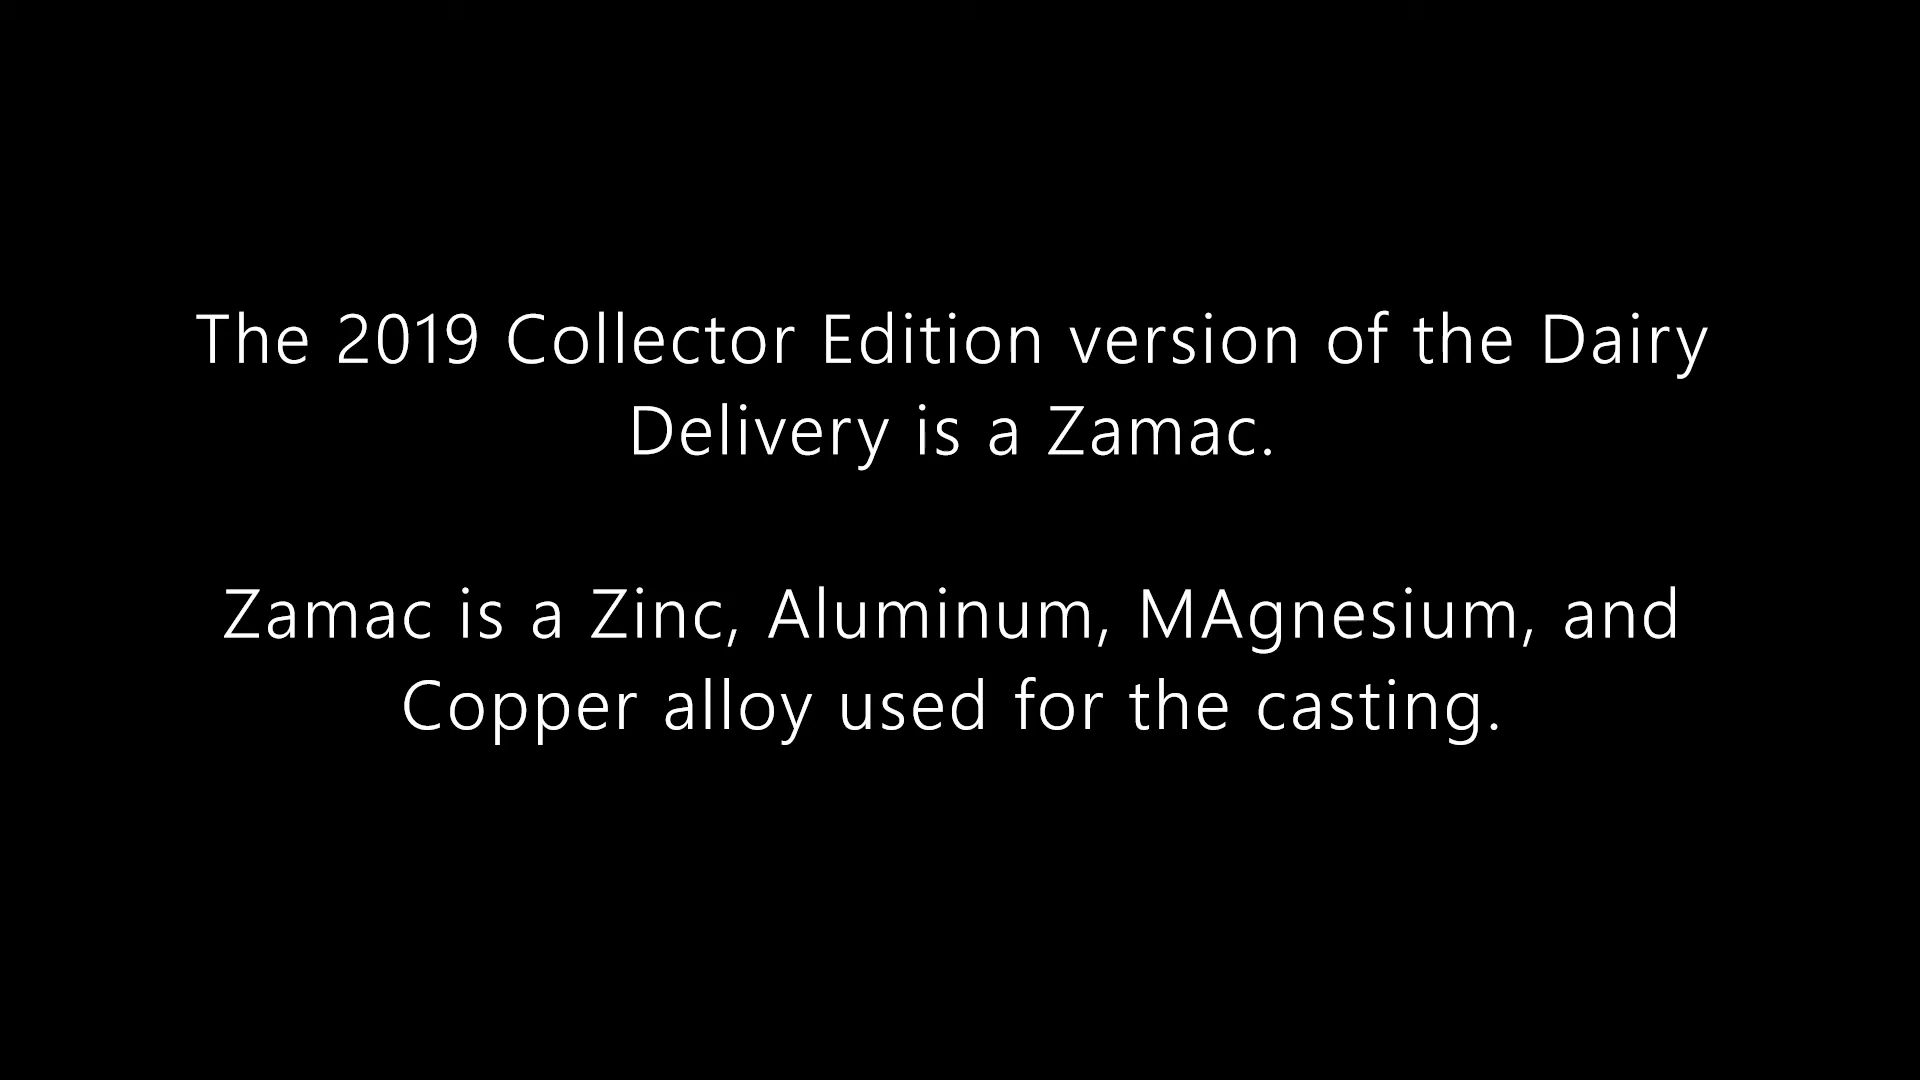 The 2019 Collector Edition version of the Dairy
Delivery is a Zamac.
Zamac is a Zinc, Aluminum, MAgnesium, and
Copper alloy used for the casting.